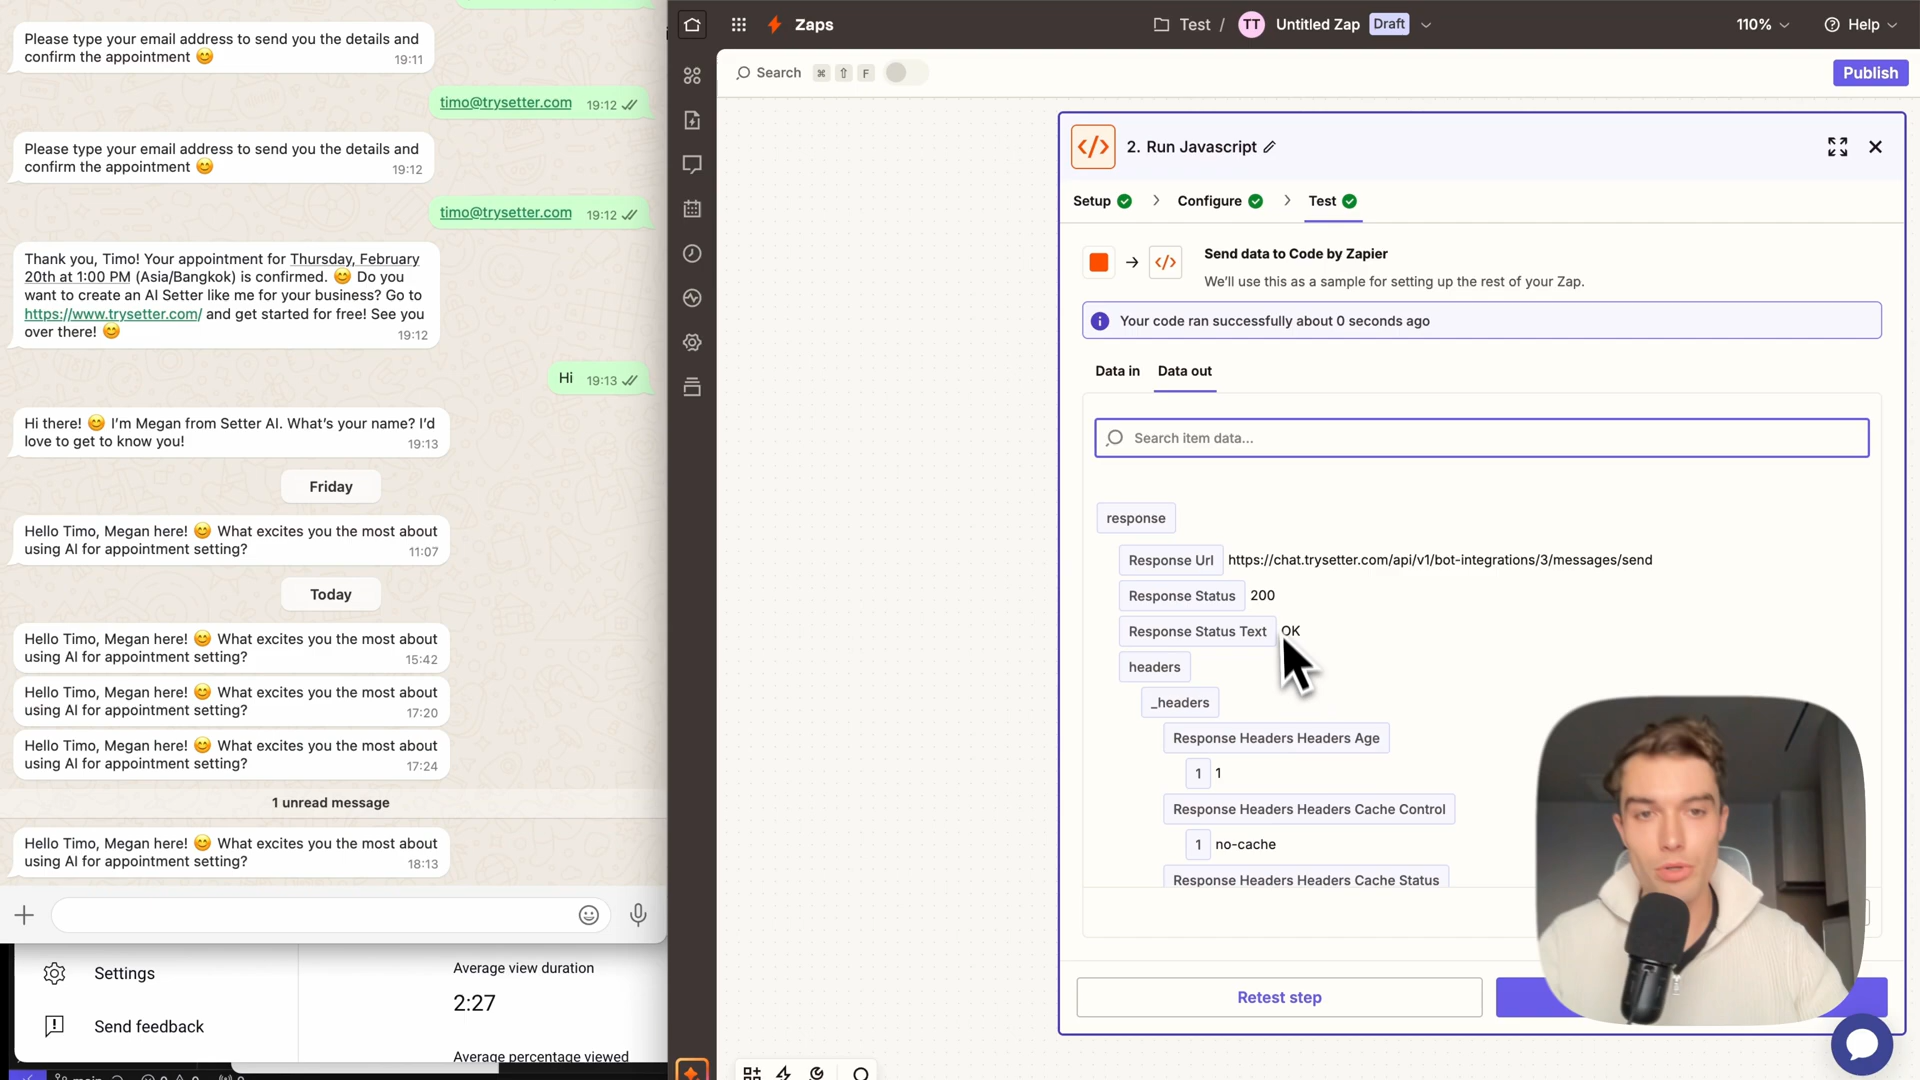 Please type your email address to send you the details and
confirm the appointment 😊
19:11
timo@trysetter.com 19:12
Please type your email address to send you the details and
confirm the appointment 😊
19:12
timo@trysetter.com 19:12
Thank you, Timo! Your appointment for Thursday, February
20th at 1:00 PM (Asia/Bangkok) is confirmed. 😊 Do you
want to create an AI Setter like me for your business? Go to
https://www.trysetter.com/ and get started for free! See you
over there! 😊
19:12
Hi 19:13
Hi there! 😊 I'm Megan from Setter AI. What's your name? I'd
love to get to know you!
19:13
Friday
Hello Timo, Megan here! 😊 What excites you the most about
using AI for appointment setting?
11:07
Today
Hello Timo, Megan here! 😊 What excites you the most about
using AI for appointment setting?
15:42
Hello Timo, Megan here! 😊 What excites you the most about
using AI for appointment setting?
17:20
Hello Timo, Megan here! 😊 What excites you the most about
using AI for appointment setting?
17:24
1 unread message
Hello Timo, Megan here! 😊 What excites you the most about
using AI for appointment setting?
18:13
Settings
Send feedback
Average view duration
2:27
Average percentage viewed
Zaps
Test / TT Untitled Zap Draft
110%
Help
Search ⌘ ⇧ F
Publish
2. Run Javascript
Setup
Configure
Test
Send data to Code by Zapier
We'll use this as a sample for setting up the rest of your Zap.
Your code ran successfully about 0 seconds ago
Data in
Data out
Search item data...
response
Response Url https://chat.trysetter.com/api/v1/bot-integrations/3/messages/send
Response Status 200
Response Status Text OK
headers
_headers
Response Headers Headers Age
1 1
Response Headers Headers Cache Control
1 no-cache
Response Headers Headers Cache Status
Retest step